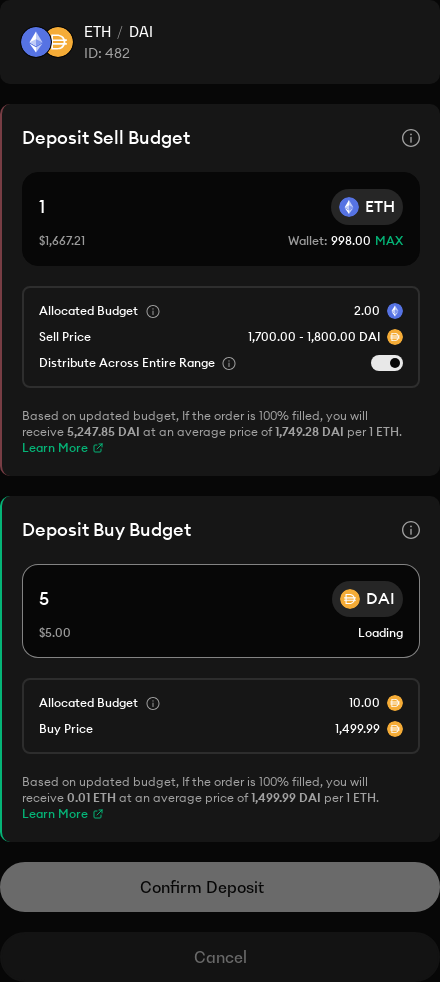 ETH / DAI
ID: 482
Deposit Sell Budget
1
ETH
$1,667.21
Wallet: 998.00 MAX
Allocated Budget
2.00
Sell Price
1,700.00 - 1,800.00 DAI
Distribute Across Entire Range
Based on updated budget, If the order is 100% filled, you will
receive 5,247.85 DAI at an average price of 1,749.28 DAI per 1 ETH.
Learn More
Deposit Buy Budget
5
DAI
$5.00
Loading
Allocated Budget
10.00
Buy Price
1,499.99
Based on updated budget, If the order is 100% filled, you will
receive 0.01 ETH at an average price of 1,499.99 DAI per 1 ETH.
Learn More
Confirm Deposit
Cancel